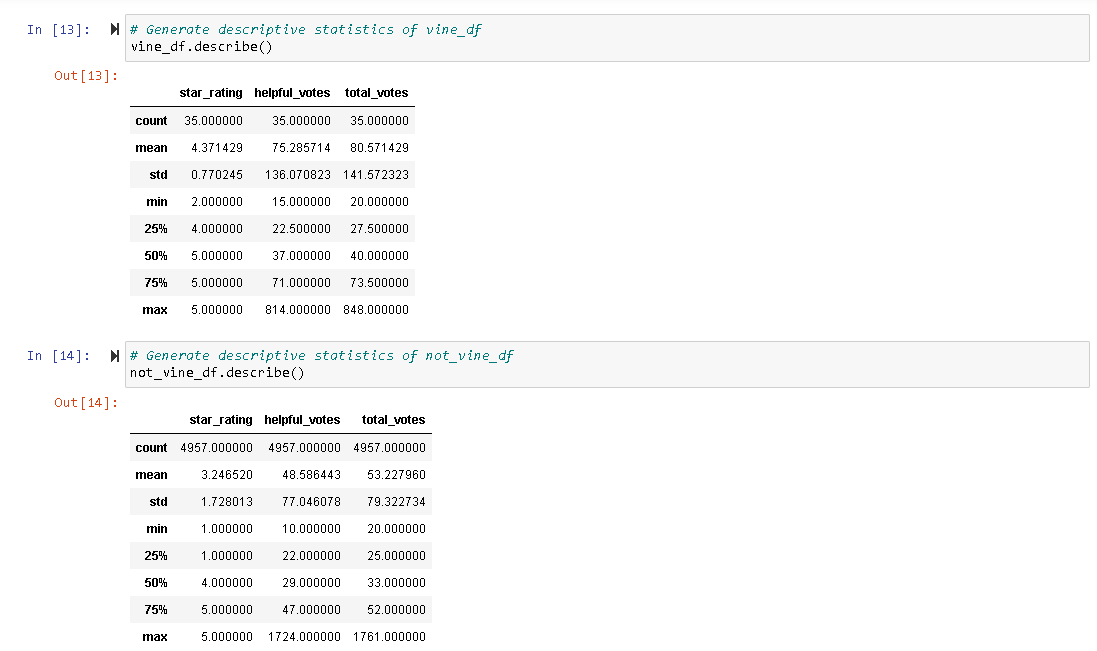 In [13]: # Generate descriptive statistics of vine_df
vine_df.describe()
Out[13]:
star_rating helpful_votes total_votes
count 35.000000 35.000000 35.000000
mean 4.371429 75.285714 80.571429
std 0.770245 136.070823 141.572323
min 2.000000 15.000000 20.000000
25% 4.000000 22.500000 27.500000
50% 5.000000 37.000000 40.000000
75% 5.000000 71.000000 73.500000
max 5.000000 814.000000 848.000000
In [14]: # Generate descriptive statistics of not_vine_df
not_vine_df.describe()
Out[14]:
star_rating helpful_votes total_votes
count 4957.000000 4957.000000 4957.000000
mean 3.246520 48.586443 53.227960
std 1.728013 77.046078 79.322734
min 1.000000 10.000000 20.000000
25% 1.000000 22.000000 25.000000
50% 4.000000 29.000000 33.000000
75% 5.000000 47.000000 52.000000
max 5.000000 1724.000000 1761.000000